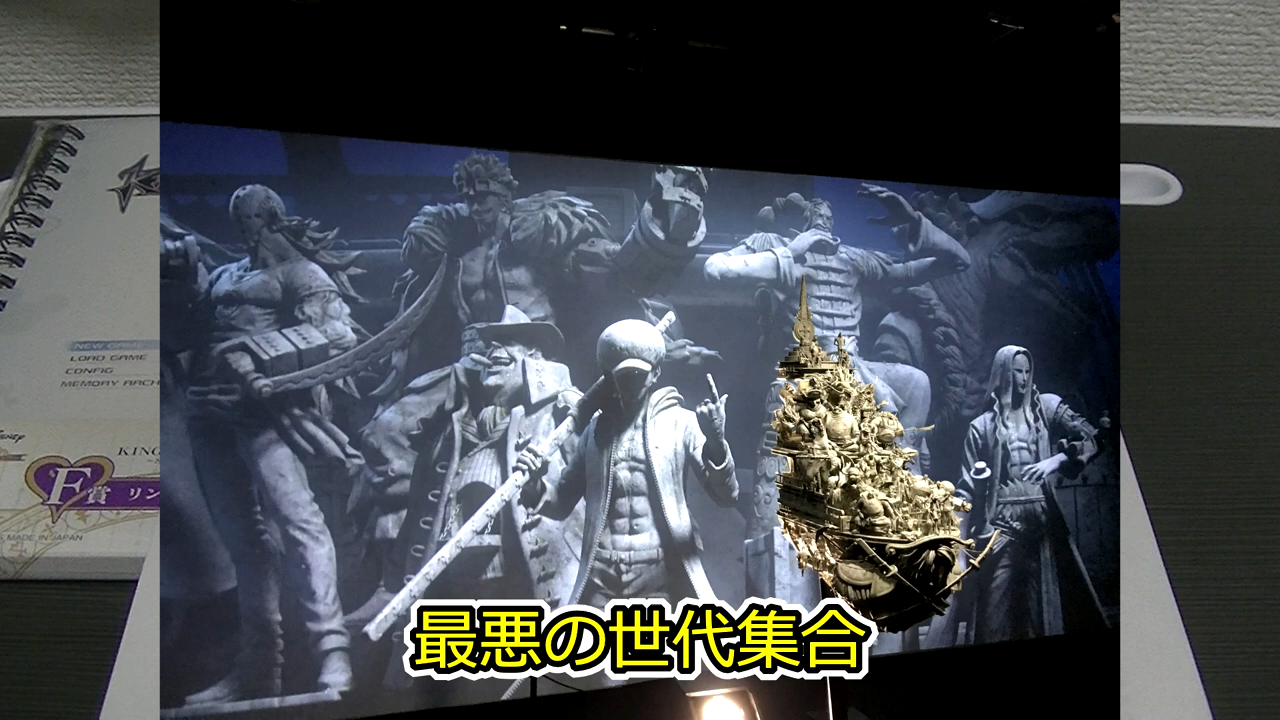 NEW GAME
LOAD GAME
CONFIG
MEMORY ARCH
KING
F賞 リン
MADE IN JAPAN
最悪の世代集合